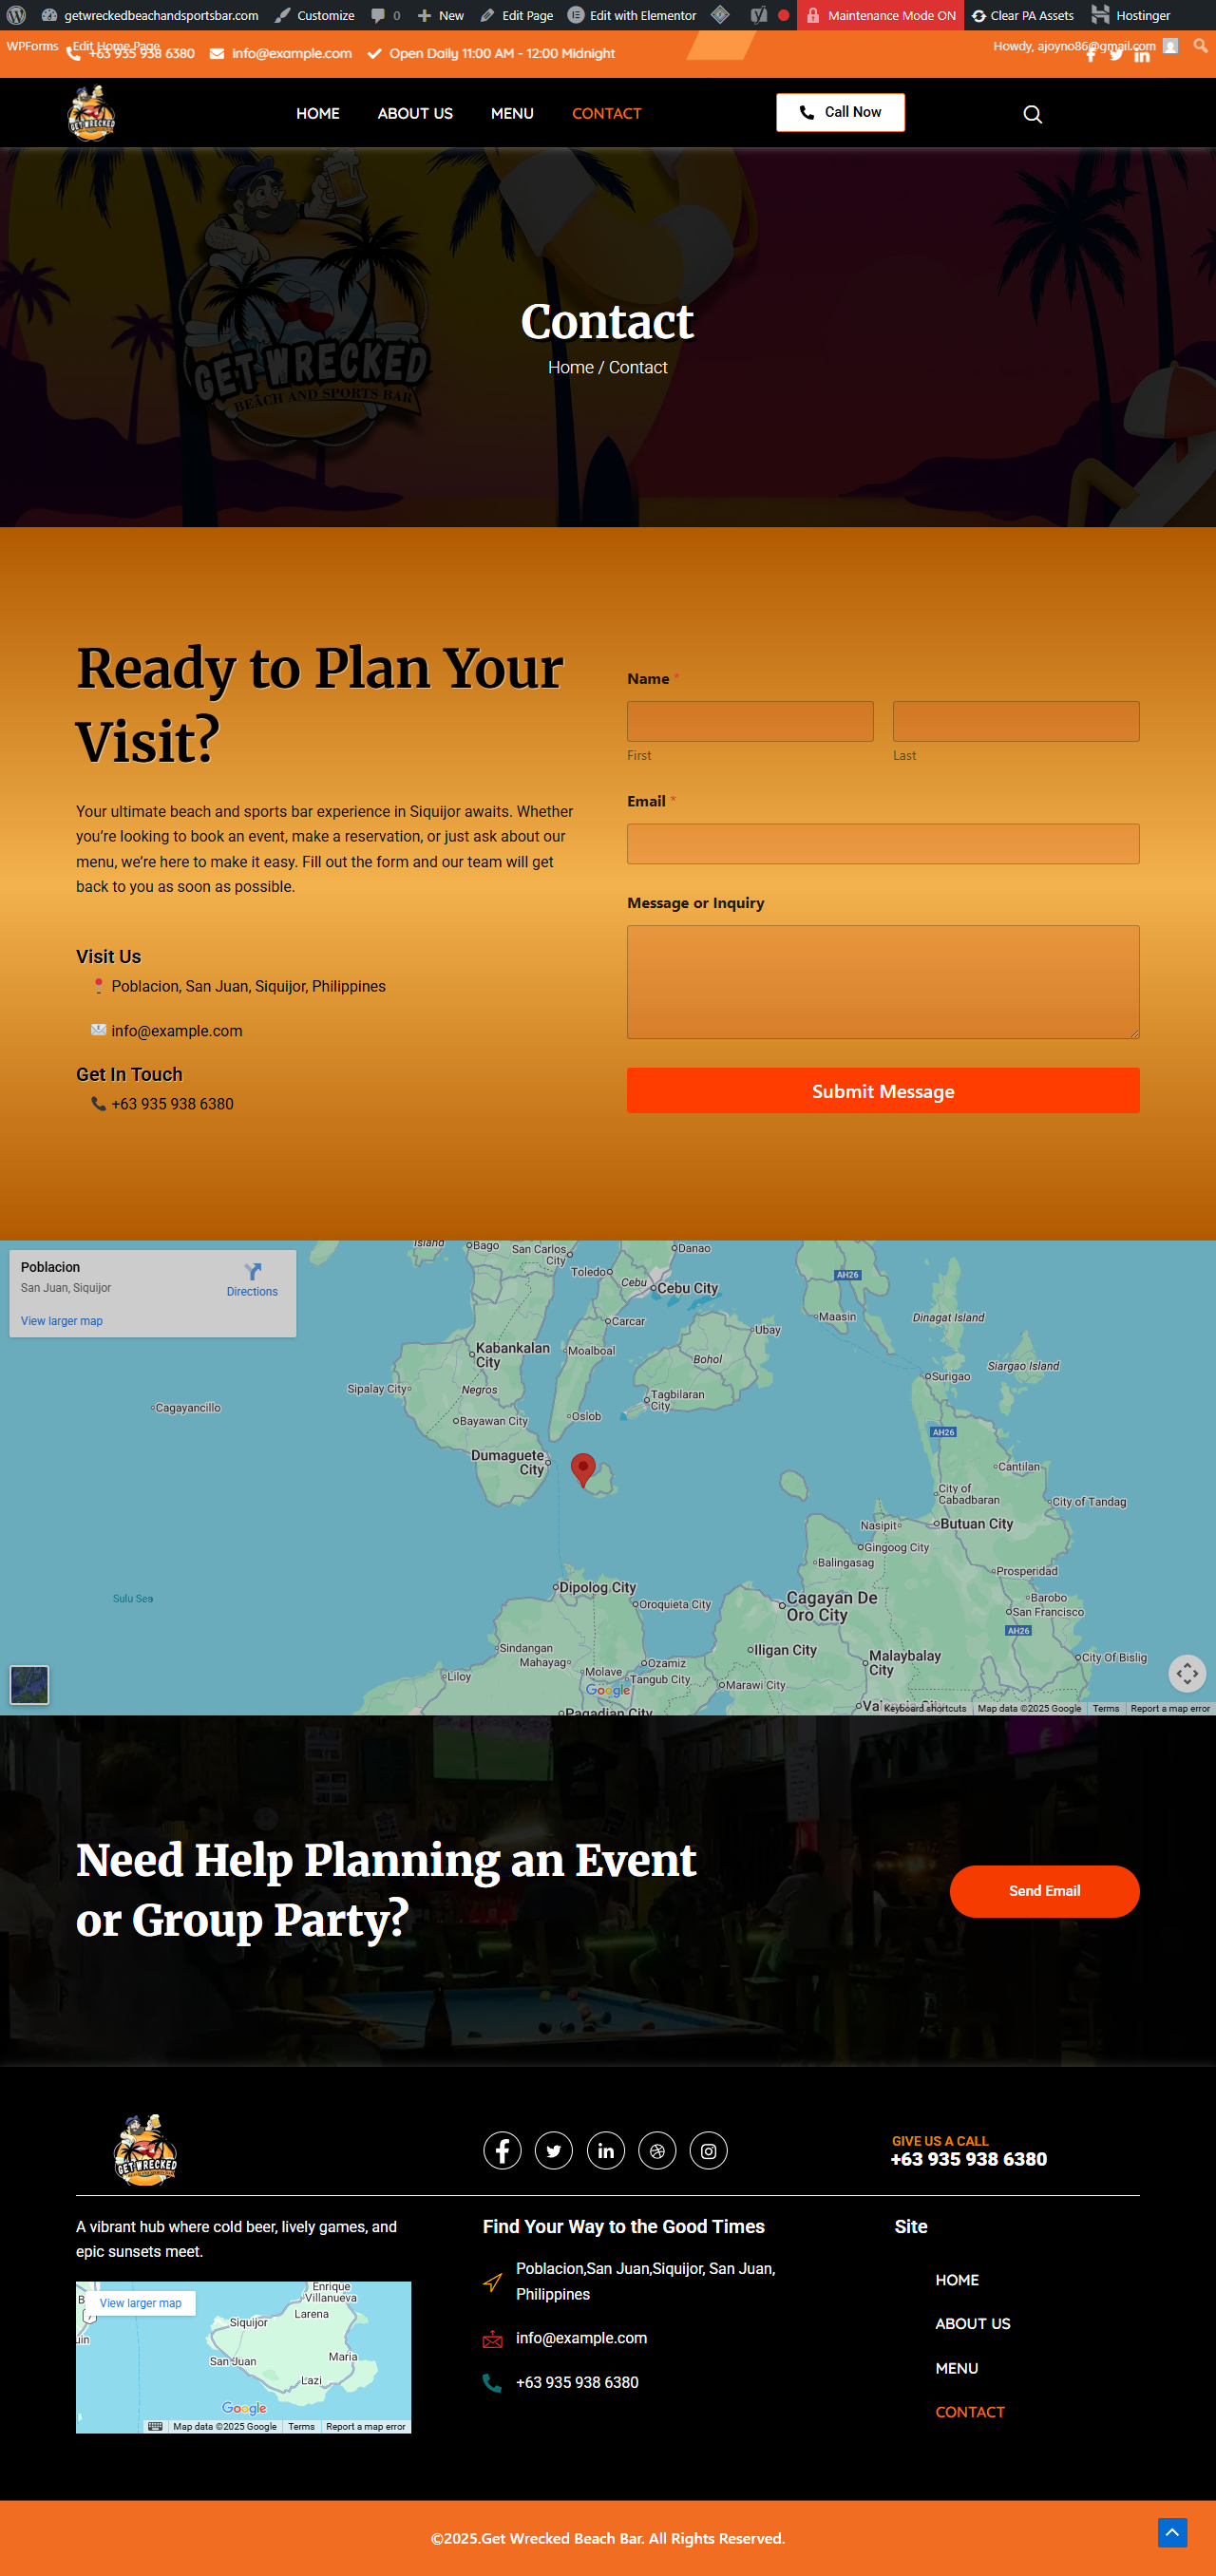 getwreckedbeachandsportsbar.com Customize 0 New Edit Page Edit with Elementor Maintenance Mode ON Clear PA Assets Hostinger
WPForms Edit Home Page Howdy, ajoyno86@gmail.com
+63 935 938 6380 info@example.com Open Daily 11:00 AM - 12:00 Midnight
GET WRECKED
HOME ABOUT US MENU CONTACT Call Now
GET WRECKED
BEACH AND SPORTS BAR
Contact
Home / Contact
Ready to Plan Your
Visit?
Your ultimate beach and sports bar experience in Siquijor awaits. Whether
you’re looking to book an event, make a reservation, or just ask about our
menu, we’re here to make it easy. Fill out the form and our team will get
back to you as soon as possible.
Visit Us
Poblacion, San Juan, Siquijor, Philippines
info@example.com
Get In Touch
+63 935 938 6380
Name *
First Last
Email *
Message or Inquiry
Submit Message
Poblacion
San Juan, Siquijor
Directions
View larger map
Island
Bago
San Carlos
City
Danao
Toledo
Cebu
Cebu City
AH26
Carcar
Maasin
Dinagat Island
Ubay
Kabankalan
City
Moalboal
Bohol
Siargao Island
Surigao
Sipalay City
Negros
Tagbilaran
City
Cagayancillo
Bayawan City
Oslob
AH26
Dumaguete
City
Cantilan
City of
Cabadbaran
City of Tandag
Nasipit
Butuan City
Gingoog City
Balingasag
Prosperidad
Dipolog City
Sulu Sea
Oroquieta City
Cagayan De
Oro City
Barobo
San Francisco
AH26
Sindangan
Iligan City
Malaybalay
City
City Of Bislig
Mahayag
Ozamiz
Liloy
Molave
Tangub City
Marawi City
Google
Pagadian City
Keyboard shortcuts Map data ©2025 Google Terms Report a map error
Need Help Planning an Event
or Group Party?
Send Email
GET WRECKED
GIVE US A CALL
+63 935 938 6380
A vibrant hub where cold beer, lively games, and
epic sunsets meet.
View larger map
Enrique
Villanueva
Larena
Siquijor
San Juan
Maria
Lazi
Google
Map data ©2025 Google Terms Report a map error
Find Your Way to the Good Times
Poblacion,San Juan,Siquijor, San Juan,
Philippines
info@example.com
+63 935 938 6380
Site
HOME
ABOUT US
MENU
CONTACT
©2025.Get Wrecked Beach Bar. All Rights Reserved.